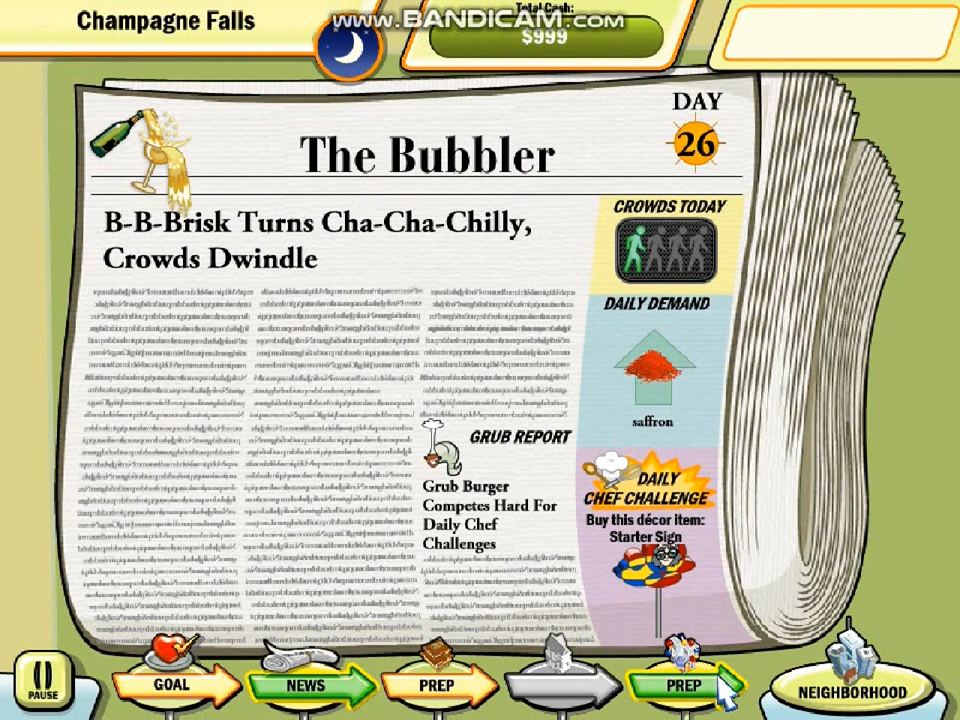 Champagne Falls
www.BANDICAM.com
Total Cash:
$999
DAY
26
The Bubbler
B-B-Brisk Turns Cha-Cha-Chilly,
Crowds Dwindle
CROWDS TODAY
DAILY DEMAND
saffron
GRUB REPORT
Grub Burger
Competes Hard For
Daily Chef
Challenges
DAILY
CHEF CHALLENGE
Buy this décor item:
Starter Sign
PAUSE
GOAL
NEWS
PREP
PREP
NEIGHBORHOOD